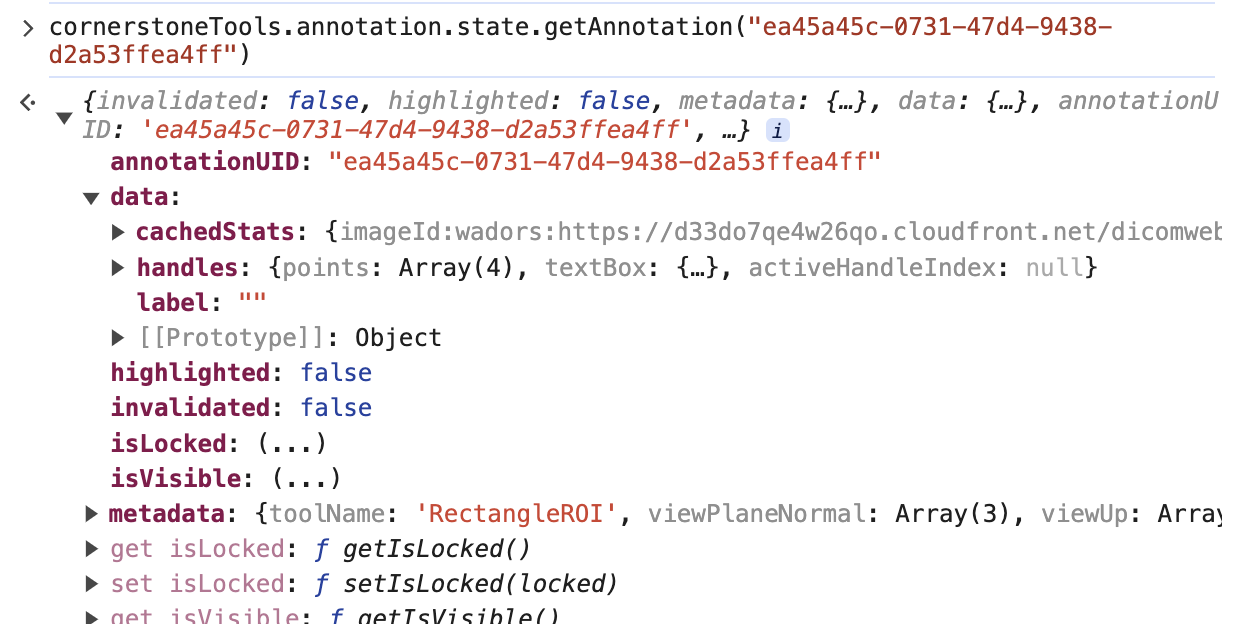 cornerstoneTools.annotation.state.getAnnotation("ea45a45c-0731-47d4-9438-
d2a53ffea4ff")
{invalidated: false, highlighted: false, metadata: {…}, data: {…}, annotationU
ID: 'ea45a45c-0731-47d4-9438-d2a53ffea4ff', …} i
annotationUID: "ea45a45c-0731-47d4-9438-d2a53ffea4ff"
data:
cachedStats: {imageId:wadors:https://d33do7qe4w26qo.cloudfront.net/dicomweb
handles: {points: Array(4), textBox: {…}, activeHandleIndex: null}
label: ""
[[Prototype]]: Object
highlighted: false
invalidated: false
isLocked: (...)
isVisible: (...)
metadata: {toolName: 'RectangleROI', viewPlaneNormal: Array(3), viewUp: Array
get isLocked: ƒ getIsLocked()
set isLocked: ƒ setIsLocked(locked)
get isVisible: ƒ getIsVisible()